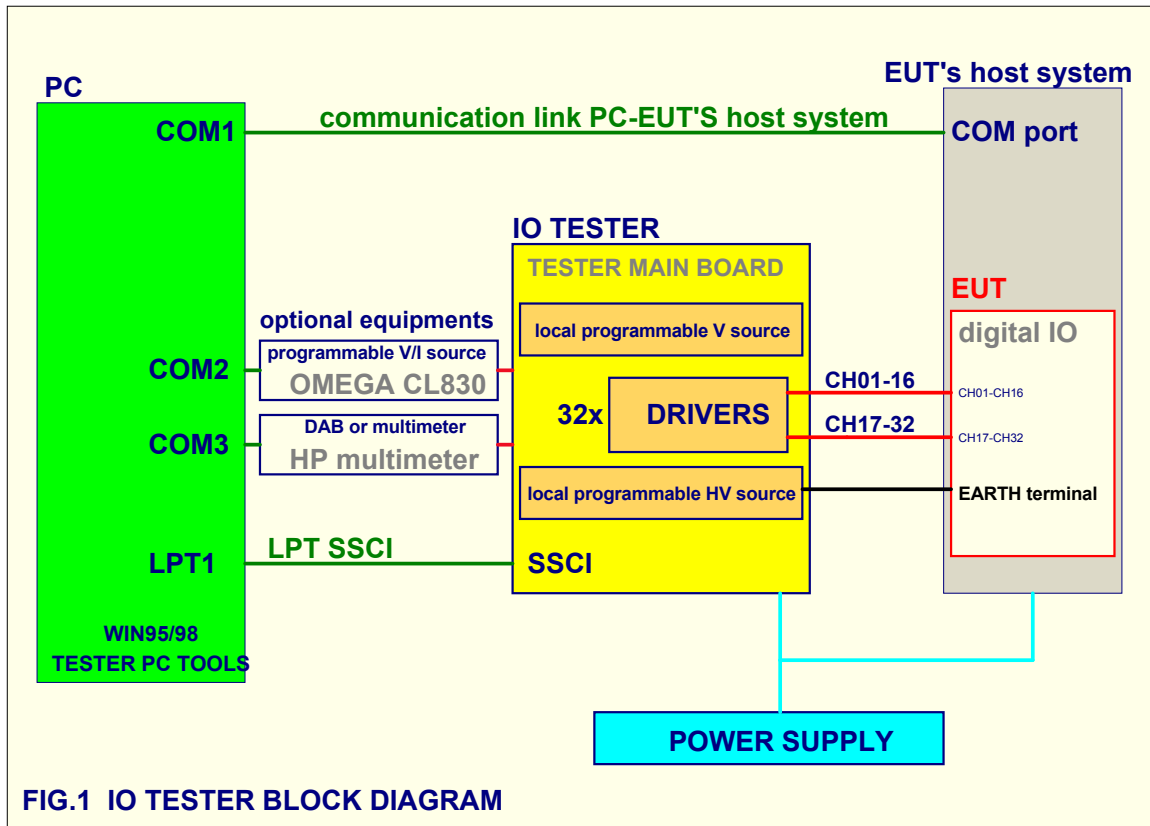 PC
EUT's host system
COM1
communication link PC-EUT'S host system
COM port
IO TESTER
TESTER MAIN BOARD
EUT
optional equipments
local programmable V source
digital IO
programmable V/I source
COM2
OMEGA CL830
CH01-16
CH01-CH16
32x
DRIVERS
DAB or multimeter
CH17-32
CH17-CH32
COM3
HP multimeter
local programmable HV source
EARTH terminal
LPT SSCI
LPT1
SSCI
WIN95/98
TESTER PC TOOLS
POWER SUPPLY
FIG.1 IO TESTER BLOCK DIAGRAM